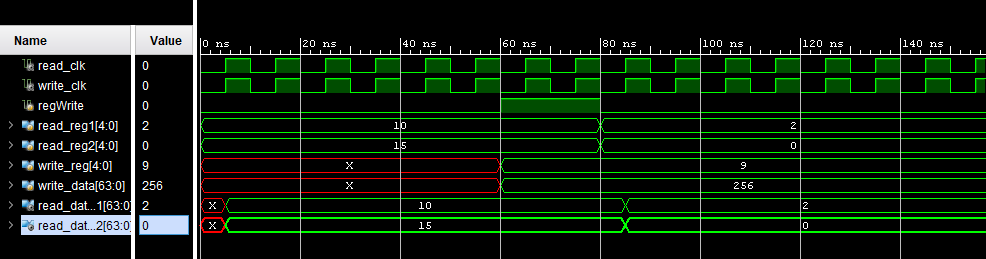 Name Value 0 ns 20 ns 40 ns 60 ns 80 ns 100 ns 120 ns 140 ns
read_clk 0
write_clk 0
regWrite 0
read_reg1[4:0] 2 10 2
read_reg2[4:0] 0 15 0
write_reg[4:0] 9 X 9
write_data[63:0] 256 X 256
read_dat...1[63:0] 2 X 10 2
read_dat...2[63:0] 0 X 15 0